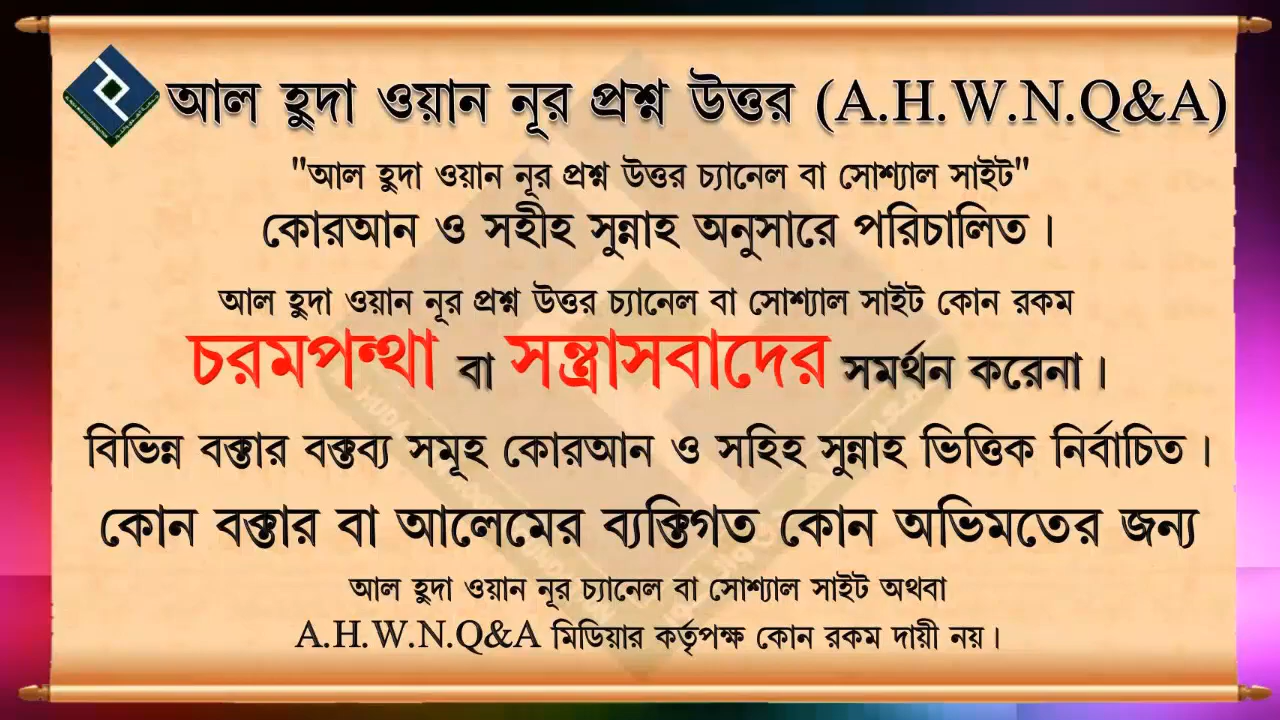 আল হুদা ওয়ান নূর প্রশ্ন উত্তর (A.H.W.N.Q&A)
"আল হুদা ওয়ান নূর প্রশ্ন উত্তর চ্যানেল বা সোশ্যাল সাইট"
কোরআন ও সহীহ সুন্নাহ অনুসারে পরিচালিত।
আল হুদা ওয়ান নূর প্রশ্ন উত্তর চ্যানেল বা সোশ্যাল সাইট কোন রকম
চরমপন্থা বা সন্ত্রাসবাদের সমর্থন করেনা।
বিভিন্ন বক্তার বক্তব্য সমূহ কোরআন ও সহিহ সুন্নাহ ভিত্তিক নির্বাচিত।
কোন বক্তার বা আলেমের ব্যক্তিগত কোন অভিমতের জন্য
আল হুদা ওয়ান নূর চ্যানেল বা সোশ্যাল সাইট অথবা
A.H.W.N.Q&A মিডিয়ার কর্তৃপক্ষ কোন রকম দায়ী নয়।